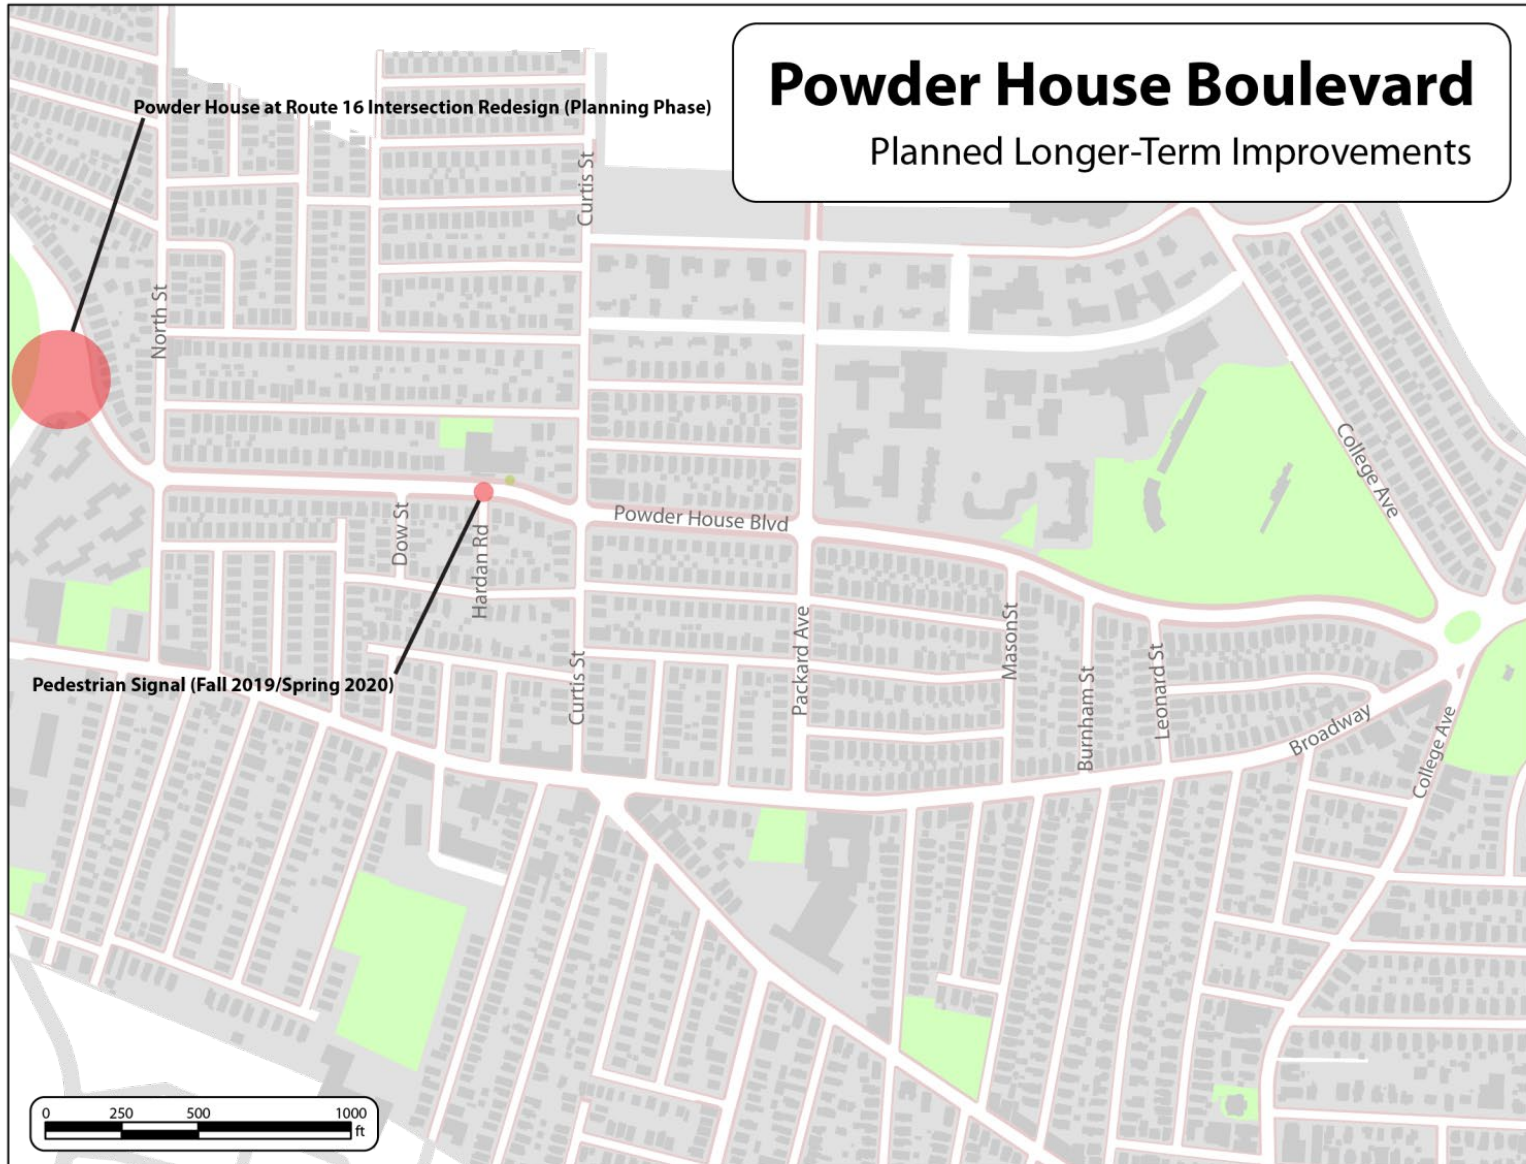 Powder House Boulevard
Planned Longer-Term Improvements
Powder House at Route 16 Intersection Redesign (Planning Phase)
Curtis St
North St
College Ave
Powder House Blvd
Dow St
Hardan Rd
Mason St
Packard Ave
Leonard St
Burnham St
Curtis St
Pedestrian Signal (Fall 2019/Spring 2020)
Broadway
College Ave
0 250 500 1000
ft